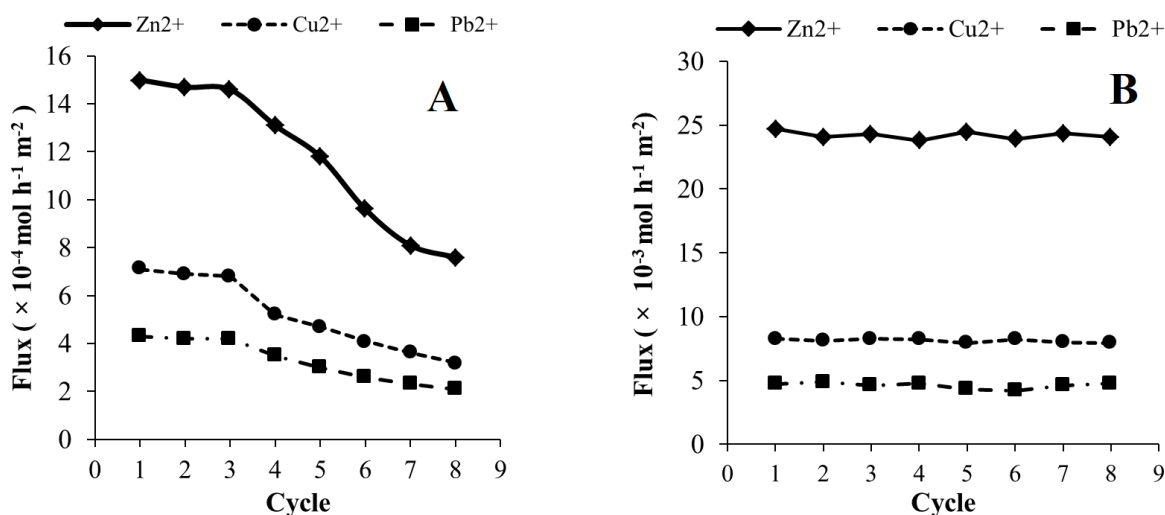 Zn2+ Cu2+ Pb2+
A
Flux ( × 10-4 mol h-1 m-2)
16
14
12
10
8
6
4
2
0
0 1 2 3 4 5 6 7 8 9
Cycle
Zn2+ Cu2+ Pb2+
B
Flux ( × 10-3 mol h-1 m-2)
30
25
20
15
10
5
0
0 1 2 3 4 5 6 7 8 9
Cycle